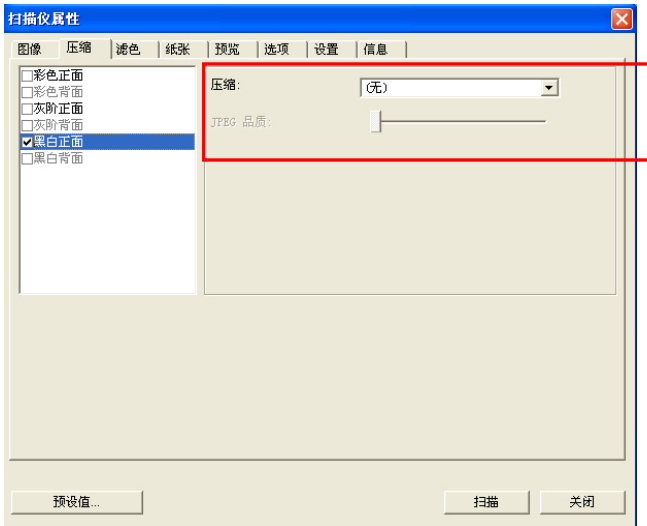 扫描仪属性
图像 压缩 滤色 纸张 预览 选项 设置 信息
彩色正面
彩色背面
灰阶正面
灰阶背面
黑白正面
黑白背面
压缩: (无)
JPEG 品质:
预设值... 扫描 关闭